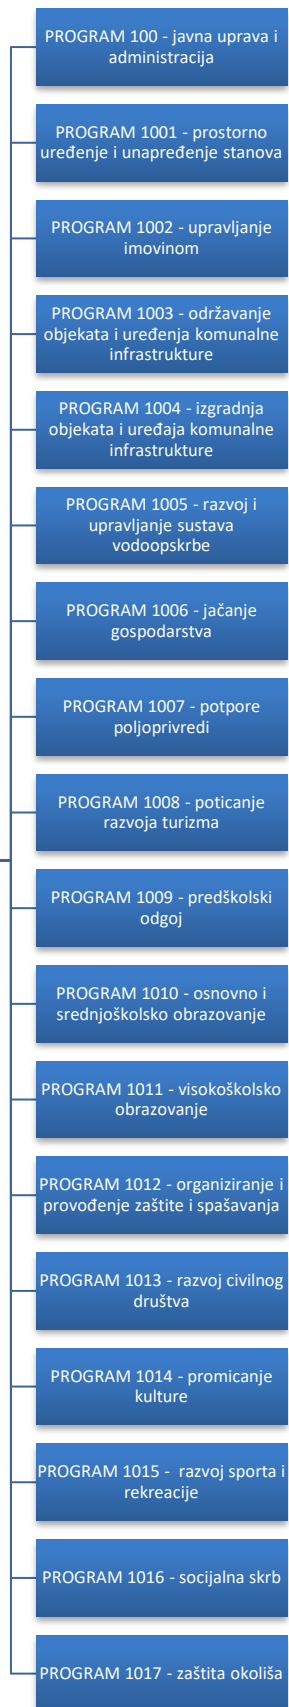 PROGRAM 100 - javna uprava i
administracija
PROGRAM 1001 - prostorno
uređenje i unapređenje stanova
PROGRAM 1002 - upravljanje
imovinom
PROGRAM 1003 - održavanje
objekata i uređenja komunalne
infrastrukture
PROGRAM 1004 - izgradnja
objekata i uređaja komunalne
infrastrukture
PROGRAM 1005 - razvoj i
upravljanje sustava
vodoopskrbe
PROGRAM 1006 - jačanje
gospodarstva
PROGRAM 1007 - potpore
poljoprivredi
PROGRAM 1008 - poticanje
razvoja turizma
PROGRAM 1009 - predškolski
odgoj
PROGRAM 1010 - osnovno i
srednjoškolsko obrazovanje
PROGRAM 1011 - visokoškolsko
obrazovanje
PROGRAM 1012 - organiziranje i
provođenje zaštite i spašavanja
PROGRAM 1013 - razvoj civilnog
društva
PROGRAM 1014 - promicanje
kulture
PROGRAM 1015 -  razvoj sporta i
rekreacije
PROGRAM 1016 - socijalna skrb
PROGRAM 1017 - zaštita okoliša